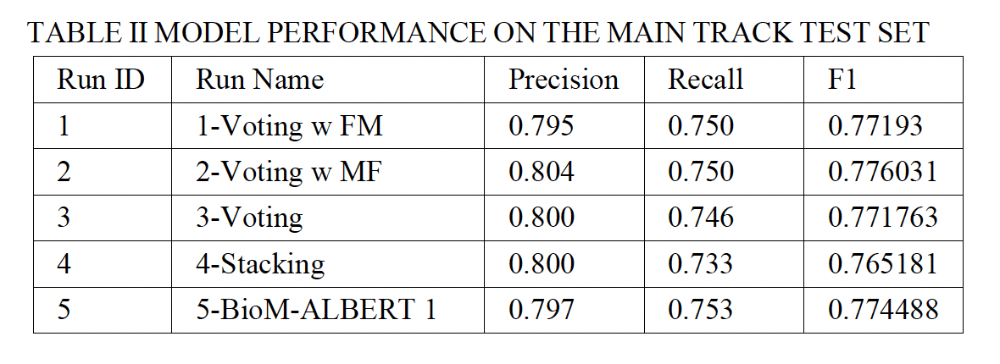 TABLE II MODEL PERFORMANCE ON THE MAIN TRACK TEST SET
Run ID Run Name Precision Recall F1
1 1-Voting w FM 0.795 0.750 0.77193
2 2-Voting w MF 0.804 0.750 0.776031
3 3-Voting 0.800 0.746 0.771763
4 4-Stacking 0.800 0.733 0.765181
5 5-BioM-ALBERT 1 0.797 0.753 0.774488